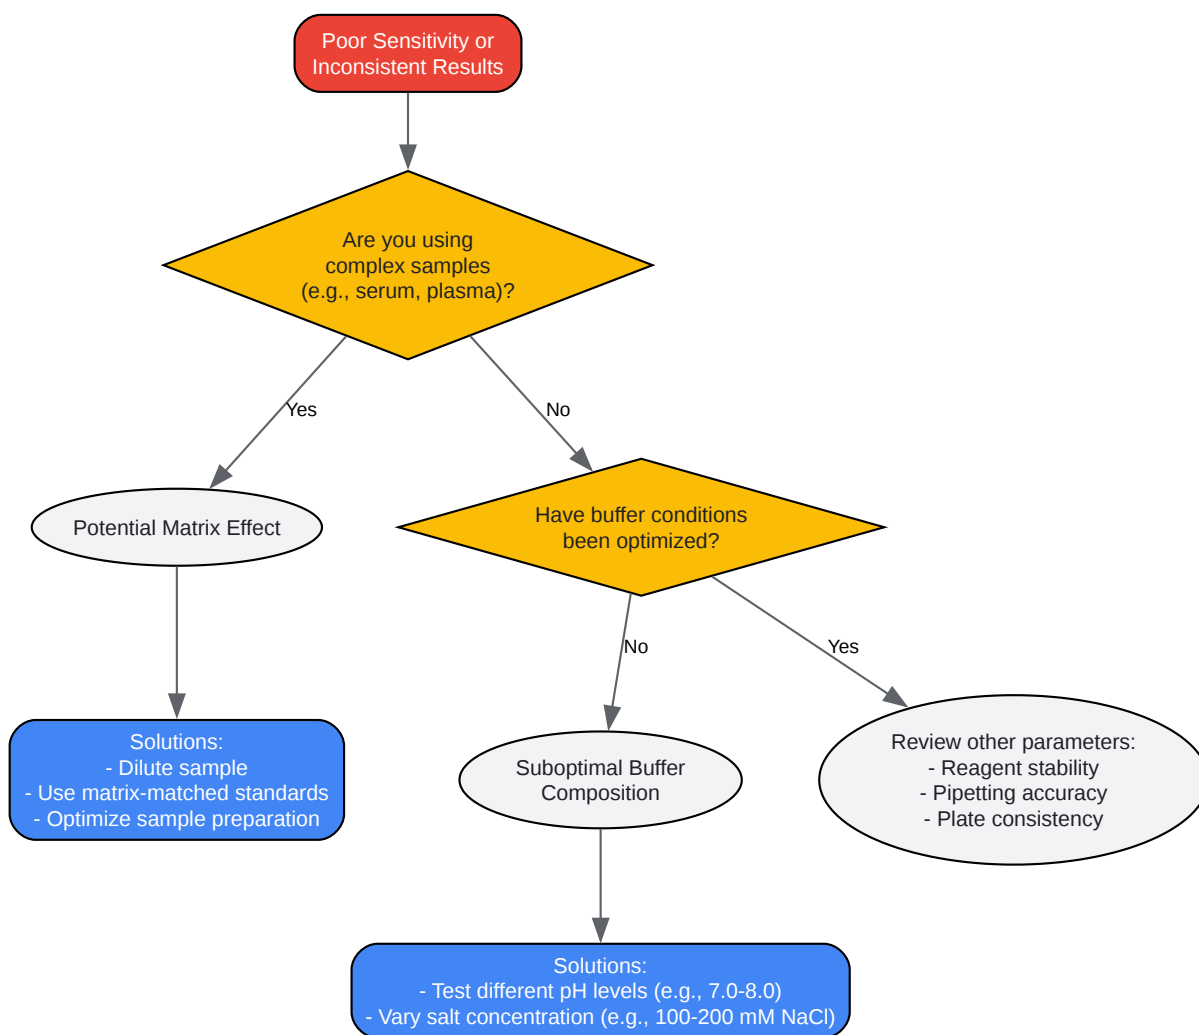 Poor Sensitivity or
Inconsistent Results
Are you using
complex samples
(e.g., serum, plasma)?
Yes
No
Potential Matrix Effect
Have buffer conditions
been optimized?
No
Yes
Solutions:
- Dilute sample
- Use matrix-matched standards
- Optimize sample preparation
Suboptimal Buffer
Composition
Review other parameters:
- Reagent stability
- Pipetting accuracy
- Plate consistency
Solutions:
- Test different pH levels (e.g., 7.0-8.0)
- Vary salt concentration (e.g., 100-200 mM NaCl)